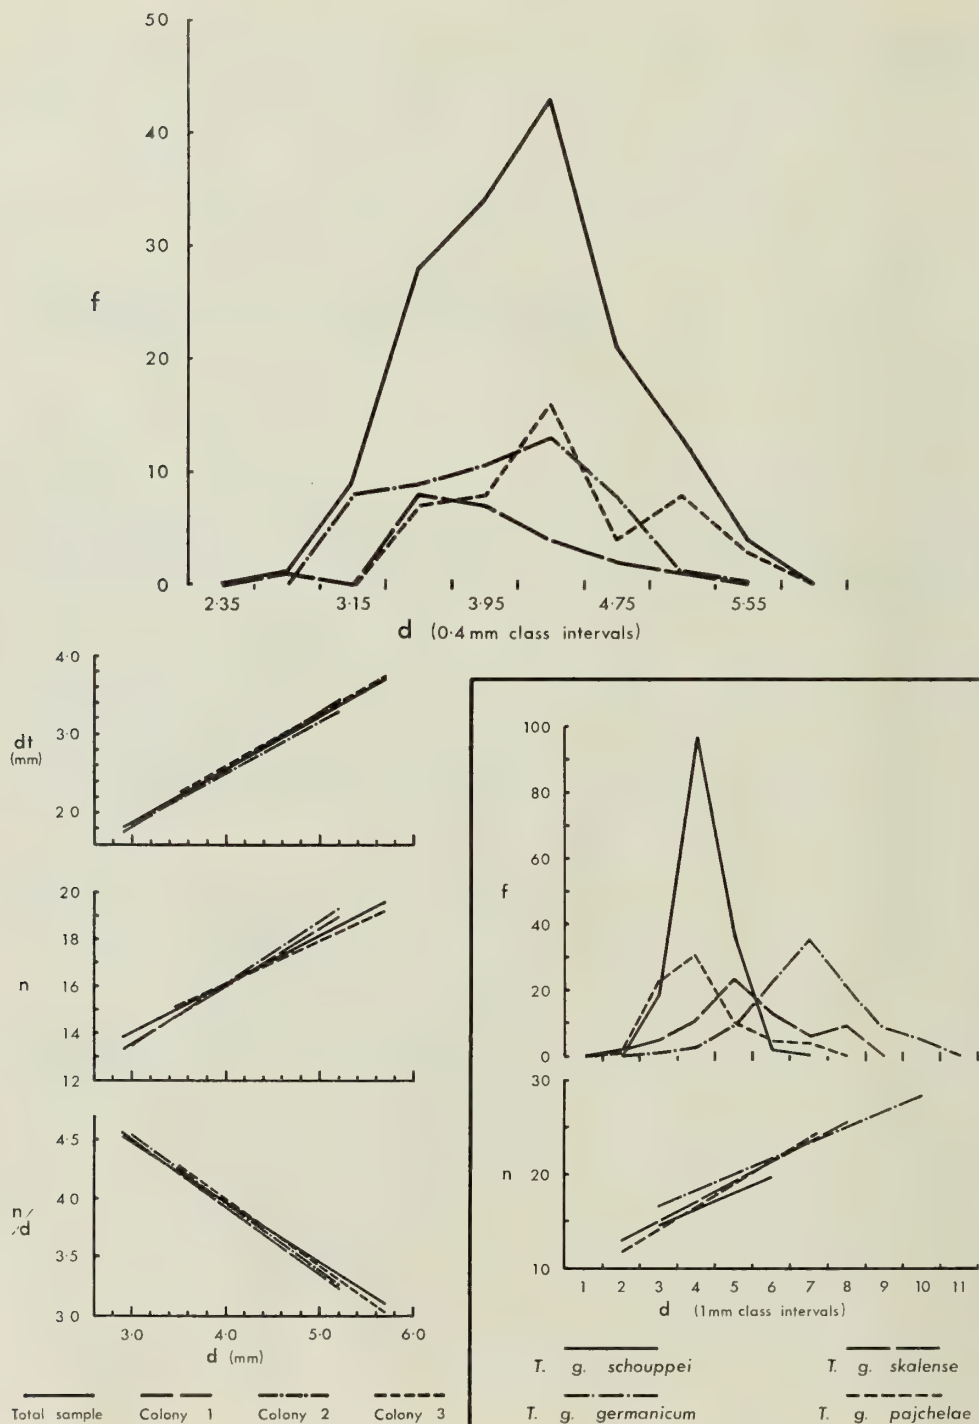 50
40
30
f
20
10
0
2·35 3·15 3·95 4·75 5·55
d (0·4 mm class intervals)
4·0
dt
(mm)
3·0
2 0
20
18
n
16
14
12
4·5
4·0
n/d
3·5
3 0
3·0 4·0 5·0 6·0
d (mm)
Total sample Colony 1 Colony 2 Colony 3
100
80
60
f
40
20
0
30
n
20
10
1 2 3 4 5 6 7 8 9 10 11
d (1mm class intervals)
T. g. schouppei T. g. skalense
T. g. germanicum T. g. pajchelae